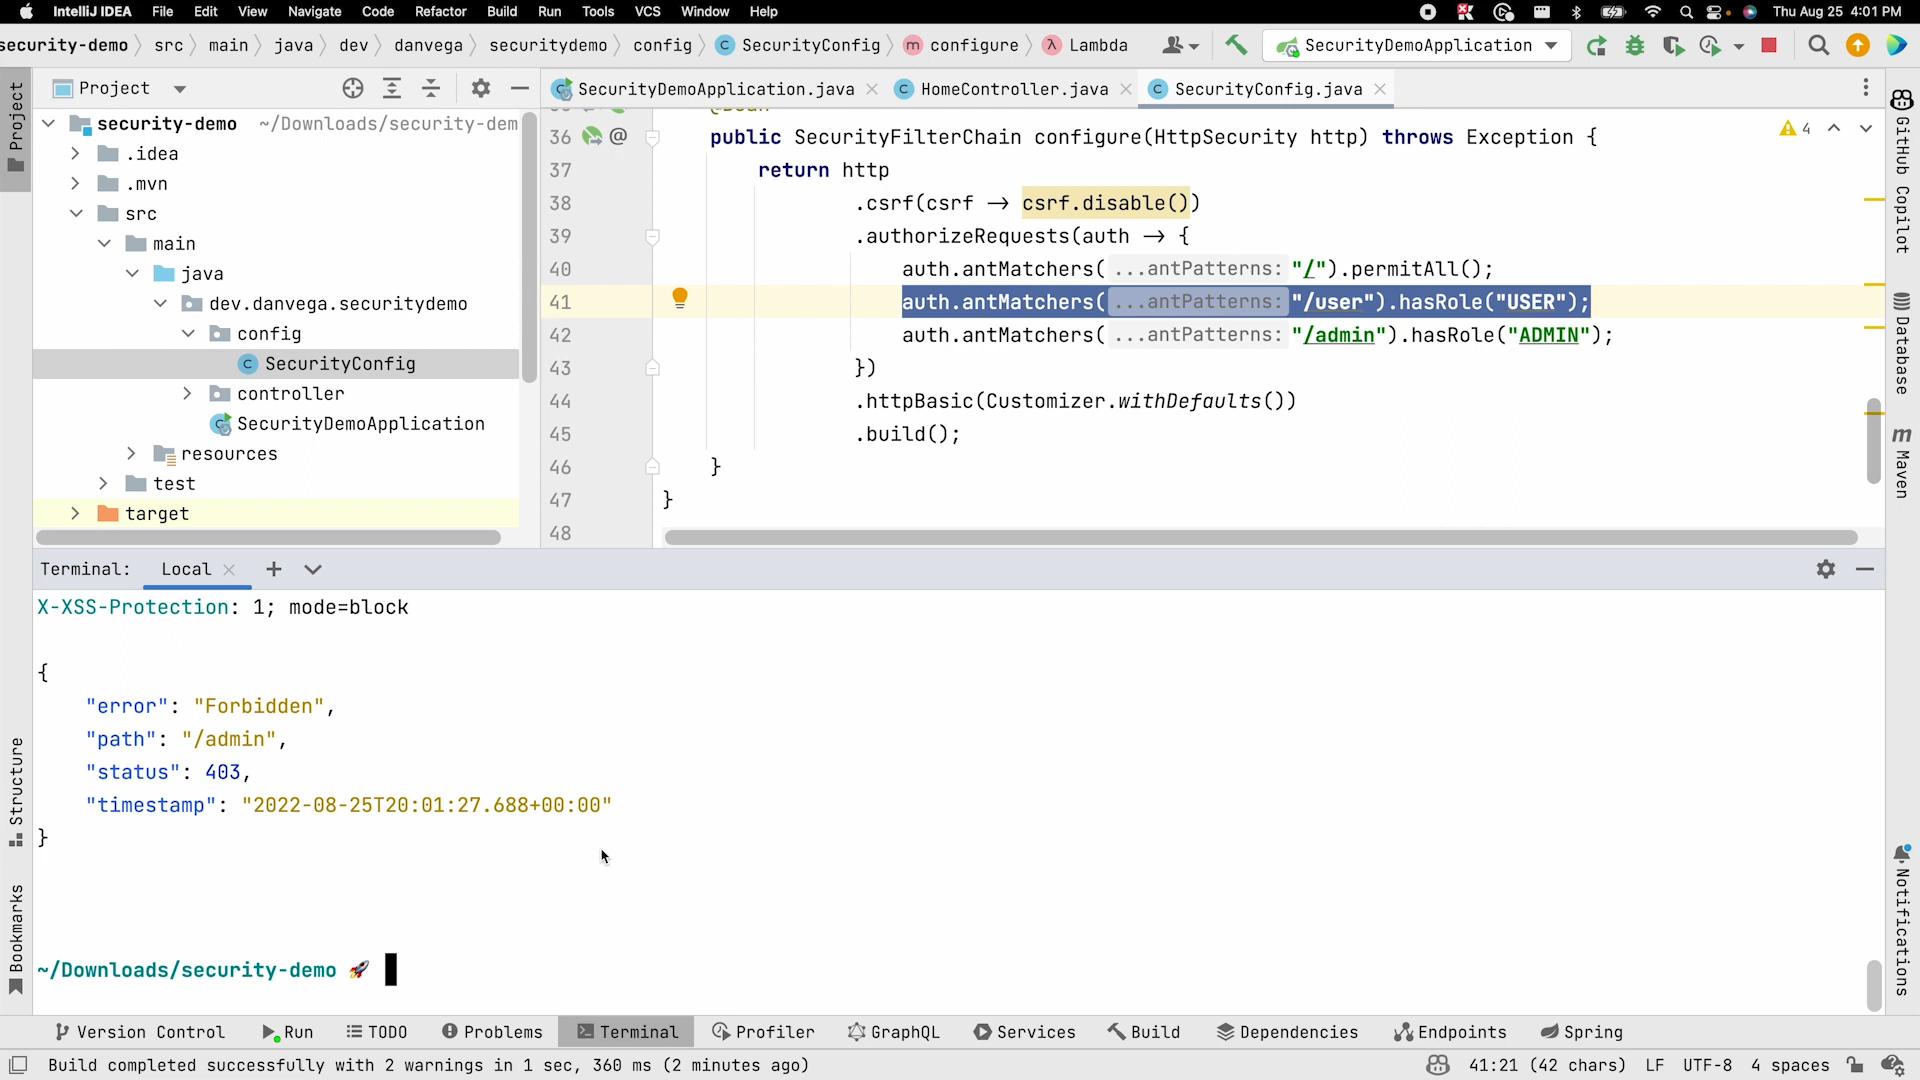 IntelliJ IDEA File Edit View Navigate Code Refactor Build Run Tools VCS Window Help Thu Aug 25 4:01 PM
security-demo src main java dev danvega securitydemo config SecurityConfig configure Lambda SecurityDemoApplication
Project
SecurityDemoApplication.java HomeController.java SecurityConfig.java
Project
security-demo ~/Downloads/security-dem
.idea
.mvn
src
main
java
dev.danvega.securitydemo
config
SecurityConfig
controller
SecurityDemoApplication
resources
test
target
36 @ public SecurityFilterChain configure(HttpSecurity http) throws Exception {
37 return http
38 .csrf(csrf → csrf.disable())
39 .authorizeRequests(auth → {
40 auth.antMatchers( ...antPatterns: "/").permitAll();
41 auth.antMatchers( ...antPatterns: "/user").hasRole("USER");
42 auth.antMatchers( ...antPatterns: "/admin").hasRole("ADMIN");
43 })
44 .httpBasic(Customizer.withDefaults())
45 .build();
46 }
47 }
48
4
GitHub Copilot
Database
Maven
Notifications
Terminal: Local
X-XSS-Protection: 1; mode=block
{
"error": "Forbidden",
"path": "/admin",
"status": 403,
"timestamp": "2022-08-25T20:01:27.688+00:00"
}
~/Downloads/security-demo 🚀
Structure
Bookmarks
Version Control Run TODO Problems Terminal Profiler GraphQL Services Build Dependencies Endpoints Spring
Build completed successfully with 2 warnings in 1 sec, 360 ms (2 minutes ago) 41:21 (42 chars) LF UTF-8 4 spaces